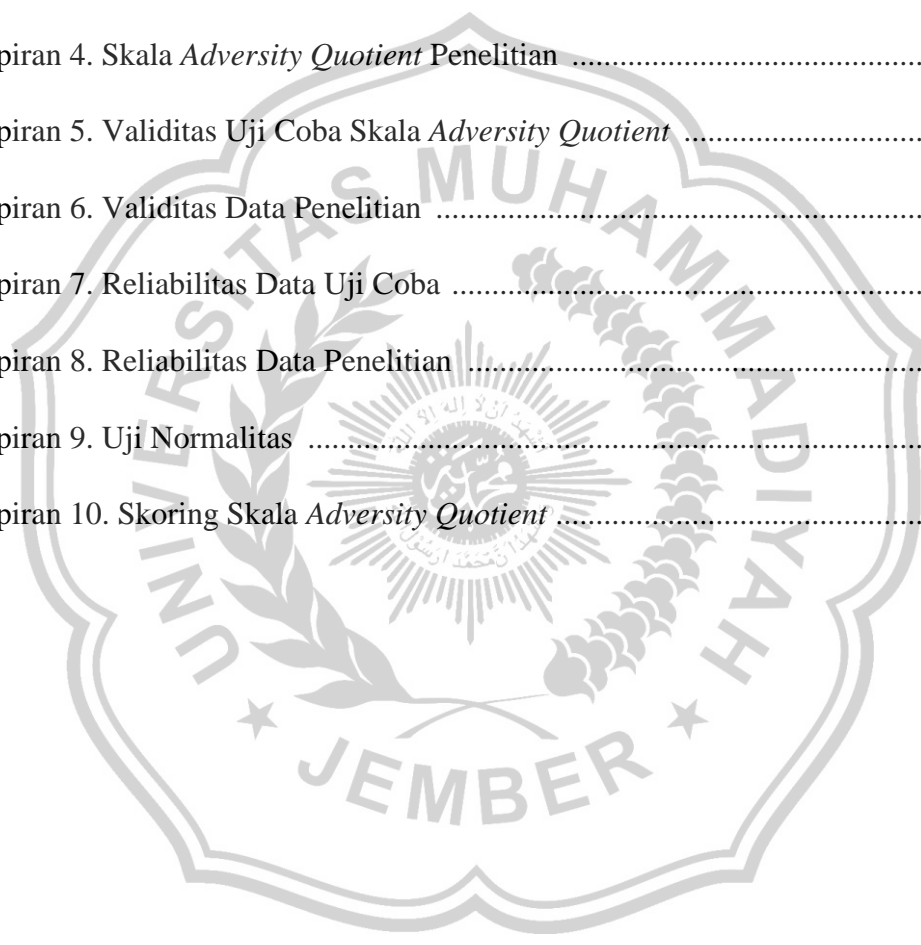 piran 4. Skala Adversity Quotient Penelitian ........................................
piran 5. Validitas Uji Coba Skala Adversity Quotient ...........................
piran 6. Validitas Data Penelitian .........................................................
piran 7. Reliabilitas Data Uji Coba .......................................................
piran 8. Reliabilitas Data Penelitian .....................................................
piran 9. Uji Normalitas .........................................................................
piran 10. Skoring Skala Adversity Quotient ..........................................
UNIVERSITAS MUHAMMADIYAH
JEMBER